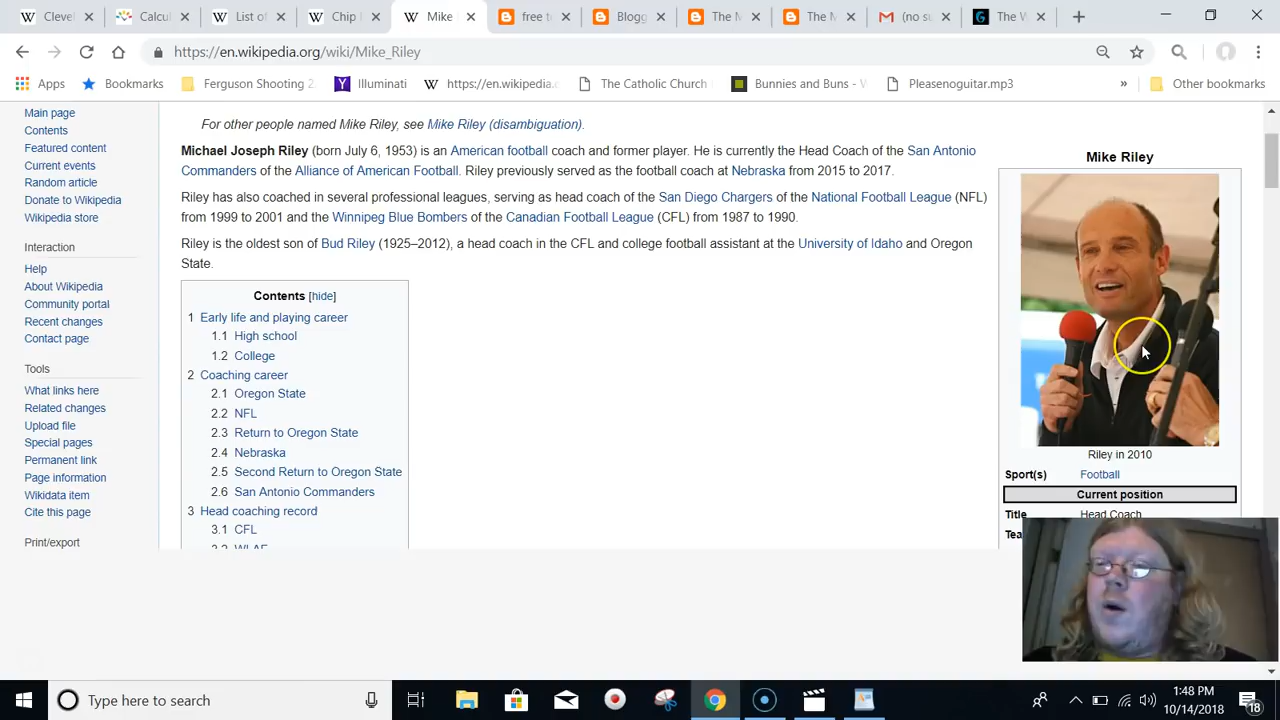 Clevel
Calcul
List of
Chip
Mike
free t
Blogg
The M
The M
(no su
The W
https://en.wikipedia.org/wiki/Mike_Riley
Apps
Bookmarks
Ferguson Shooting 2
Illuminati
https://en.wikipedia.o
The Catholic Church
Bunnies and Buns - W
Pleasenoguitar.mp3
»
Other bookmarks
Main page
Contents
Featured content
Current events
Random article
Donate to Wikipedia
Wikipedia store
Interaction
Help
About Wikipedia
Community portal
Recent changes
Contact page
Tools
What links here
Related changes
Upload file
Special pages
Permanent link
Page information
Wikidata item
Cite this page
Print/export
For other people named Mike Riley, see Mike Riley (disambiguation).
Michael Joseph Riley (born July 6, 1953) is an American football coach and former player. He is currently the Head Coach of the San Antonio
Commanders of the Alliance of American Football. Riley previously served as the football coach at Nebraska from 2015 to 2017.
Riley has also coached in several professional leagues, serving as head coach of the San Diego Chargers of the National Football League (NFL)
from 1999 to 2001 and the Winnipeg Blue Bombers of the Canadian Football League (CFL) from 1987 to 1990.
Riley is the oldest son of Bud Riley (1925–2012), a head coach in the CFL and college football assistant at the University of Idaho and Oregon
State.
Contents [hide]
1 Early life and playing career
1.1 High school
1.2 College
2 Coaching career
2.1 Oregon State
2.2 NFL
2.3 Return to Oregon State
2.4 Nebraska
2.5 Second Return to Oregon State
2.6 San Antonio Commanders
3 Head coaching record
3.1 CFL
3.2 WLAF
Mike Riley
Riley in 2010
Sport(s) Football
Current position
Title Head Coach
Tea
Type here to search
1:48 PM
10/14/2018
18